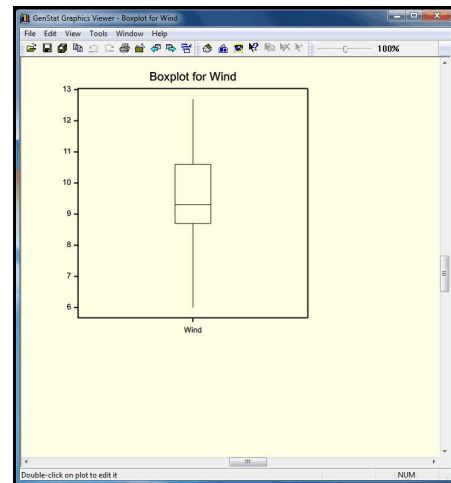 GenStat Graphics Viewer - Boxplot for Wind
File Edit View Tools Window Help
100%
Boxplot for Wind
13
12
11
10
9
8
7
6
Wind
Double-click on plot to edit it NUM